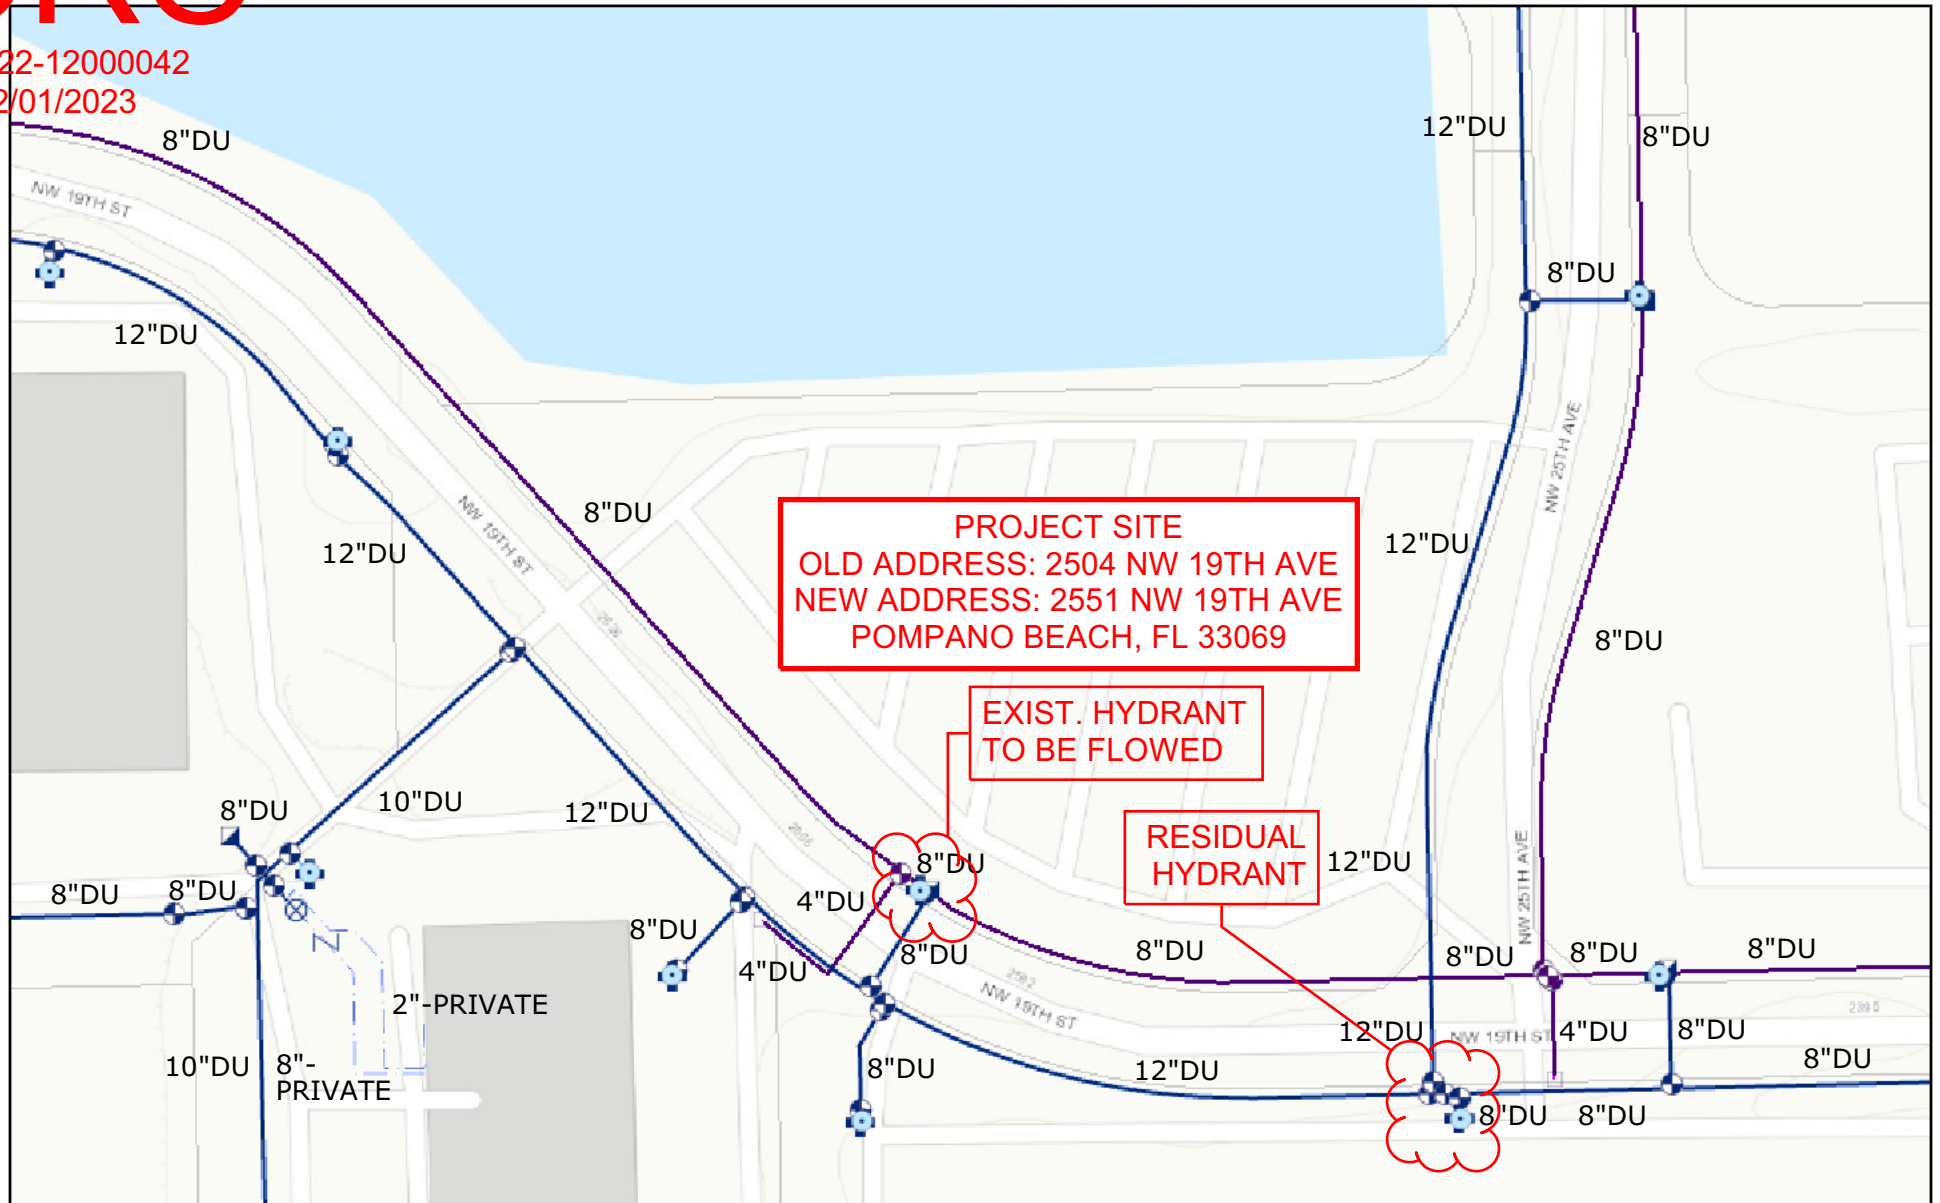 22-12000042
2/01/2023
8"DU
12"DU
8"DU
NW 19TH ST
8"DU
12"DU
NW 25TH AVE
NW 19TH ST
8"DU
PROJECT SITE
OLD ADDRESS: 2504 NW 19TH AVE
NEW ADDRESS: 2551 NW 19TH AVE
POMPANO BEACH, FL 33069
12"DU
12"DU
8"DU
EXIST. HYDRANT
TO BE FLOWED
8"DU
10"DU
12"DU
RESIDUAL
HYDRANT
12"DU
NW 25TH AVE
8"DU
8"DU
8"DU
4"DU
8"DU
8"DU
4"DU
8"DU
8"DU
8"DU
8"DU
2"-PRIVATE
NW 19TH ST
12"DU
NW 19TH ST
4"DU
8"DU
10"DU
8"-
PRIVATE
8"DU
12"DU
8"DU
8"DU
8"DU